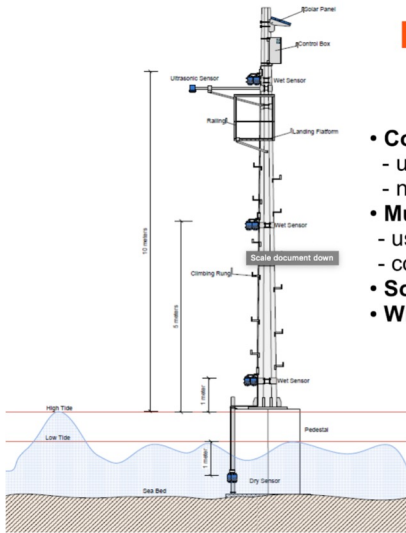 Solar Panel
Control Box
Ultrasonic Sensor
Wet Sensor
Railing
Landing Platform
10 meters
Wet Sensor
5 meters
Scale document down
Climbing Rung
Wet Sensor
1 meter
High Tide
Pedestal
Low Tide
1 meter
Dry Sensor
Sea Bed
• Co
- u
- n
• Mu
- us
- co
• So
• W